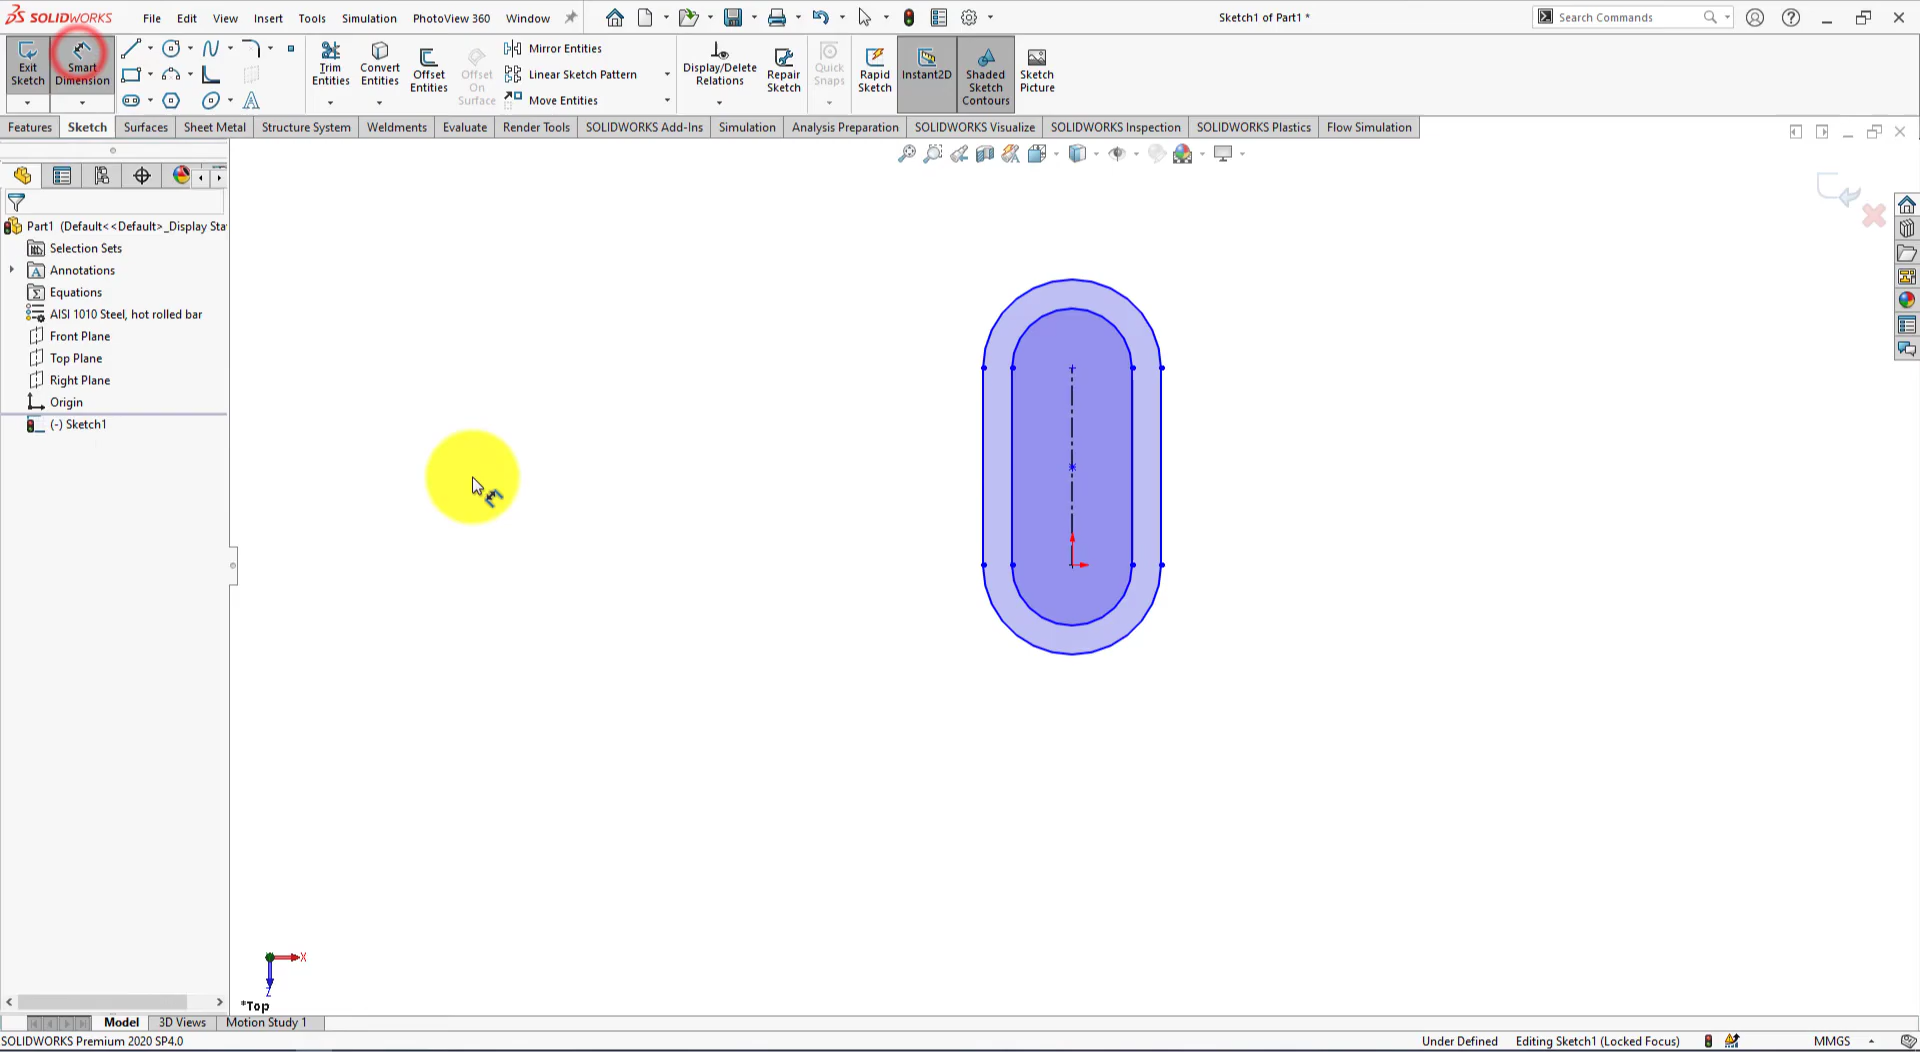 SOLIDWORKS File Edit View Insert Tools Simulation PhotoView 360 Window Sketch1 of Part1 * Search Commands
Exit Sketch Smart Dimension Trim Entities Convert Entities Offset Entities Offset On Surface Mirror Entities Linear Sketch Pattern Move Entities Display/Delete Relations Repair Sketch Quick Snaps Rapid Sketch Instant2D Shaded Sketch Contours Sketch Picture
Features Sketch Surfaces Sheet Metal Structure System Weldments Evaluate Render Tools SOLIDWORKS Add-Ins Simulation Analysis Preparation SOLIDWORKS Visualize SOLIDWORKS Inspection SOLIDWORKS Plastics Flow Simulation
Part1 (Default<<Default>_Display Sta
Selection Sets
Annotations
Equations
AISI 1010 Steel, hot rolled bar
Front Plane
Top Plane
Right Plane
Origin
(-) Sketch1
X
Z
*Top
Model 3D Views Motion Study 1
SOLIDWORKS Premium 2020 SP4.0 Under Defined Editing Sketch1 (Locked Focus) MMGS